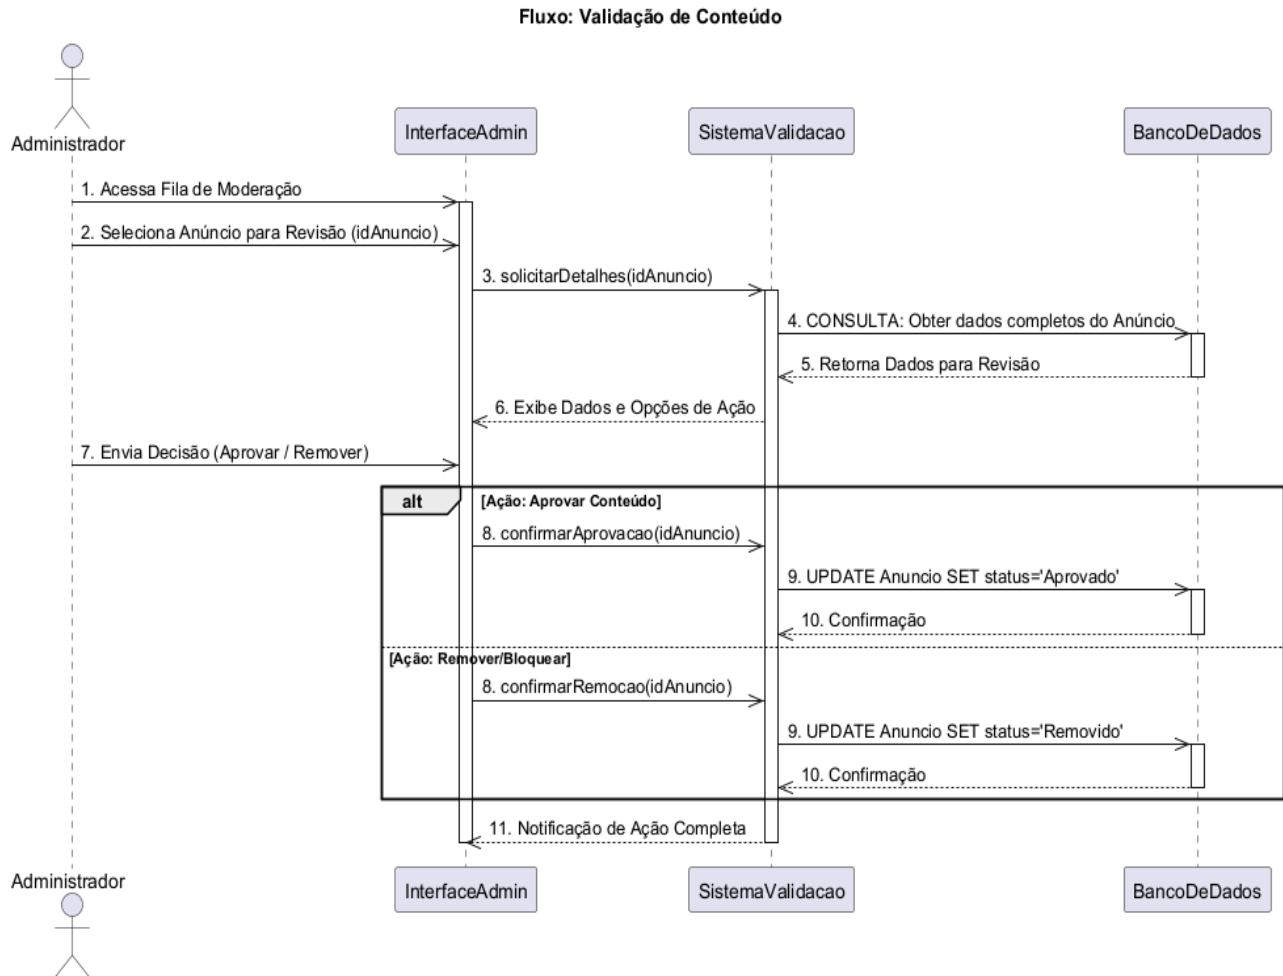 Fluxo: Validação de Conteúdo
Administrador
InterfaceAdmin
SistemaValidacao
BancoDeDados
1. Acessa Fila de Moderação
2. Seleciona Anúncio para Revisão (idAnuncio)
3. solicitarDetalhes(idAnuncio)
4. CONSULTA: Obter dados completos do Anúncio
5. Retorna Dados para Revisão
6. Exibe Dados e Opções de Ação
7. Envia Decisão (Aprovar / Remover)
alt
[Ação: Aprovar Conteúdo]
8. confirmarAprovacao(idAnuncio)
9. UPDATE Anuncio SET status='Aprovado'
10. Confirmação
[Ação: Remover/Bloquear]
8. confirmarRemocao(idAnuncio)
9. UPDATE Anuncio SET status='Removido'
10. Confirmação
11. Notificação de Ação Completa
Administrador
InterfaceAdmin
SistemaValidacao
BancoDeDados